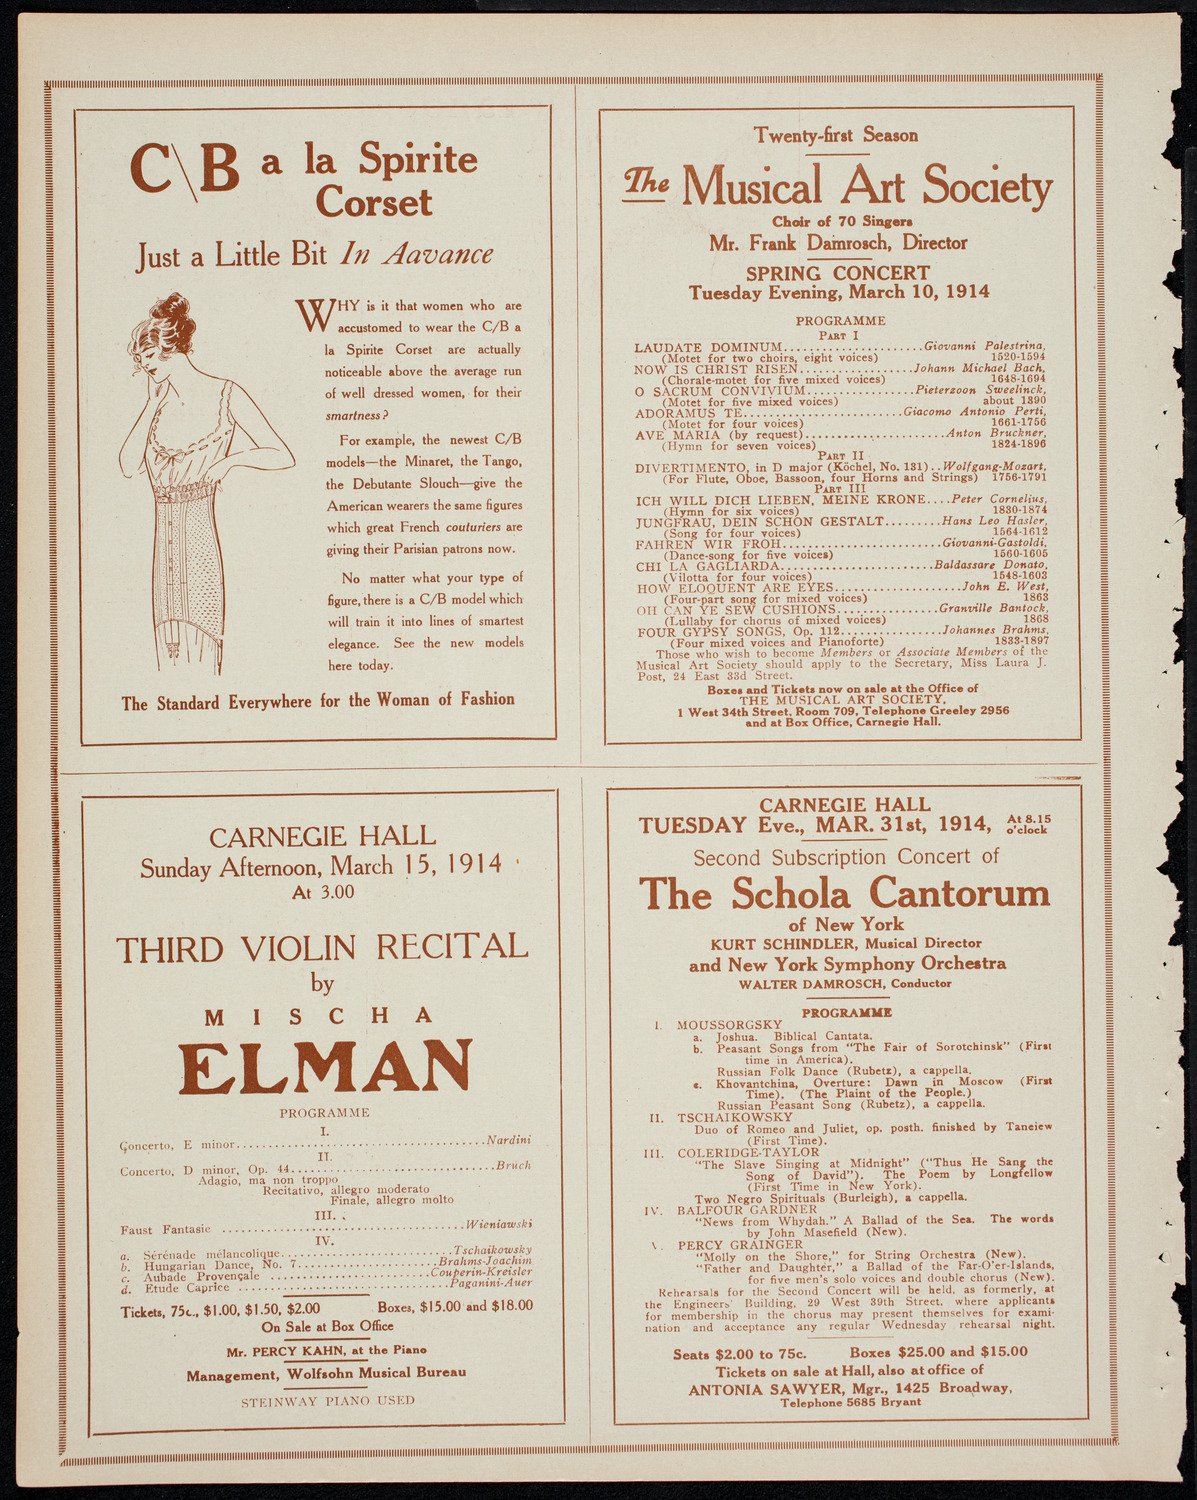 C\B a la Spirite
Corset
Just a Little Bit In Aavance
WHY is it that women who are
accustomed to wear the C/B a
la Spirite Corset are actually
noticeable above the average run
of well dressed women, for their
smartness?
For example, the newest C/B
models—the Minaret, the Tango,
the Debutante Slouch—give the
American wearers the same figures
which great French couturiers are
giving their Parisian patrons now.
No matter what your type of
figure, there is a C/B model which
will train it into lines of smartest
elegance. See the new models
here today.
The Standard Everywhere for the Woman of Fashion
Twenty-first Season
The Musical Art Society
Choir of 70 Singers
Mr. Frank Damrosch, Director
SPRING CONCERT
Tuesday Evening, March 10, 1914
PROGRAMME
PART I
LAUDATE DOMINUM......................Giovanni Palestrina,
(Motet for two choirs, eight voices) 1520-1594
NOW IS CHRIST RISEN.................Johann Michael Bach,
(Chorale-motet for five mixed voices) 1648-1694
O SACRUM CONVIVIUM................Pieterzoon Sweelinck,
(Motet for five mixed voices) about 1890
ADORAMUS TE.........................Giacomo Antonio Perti,
(Motet for four voices) 1661-1756
AVE MARIA (by request)......................Anton Bruckner,
(Hymn for seven voices) 1824-1896
PART II
DIVERTIMENTO, in D major (Köchel, No. 131)..Wolfgang-Mozart,
(For Flute, Oboe, Bassoon, four Horns and Strings) 1756-1791
PART III
ICH WILL DICH LIEBEN, MEINE KRONE....Peter Cornelius,
(Hymn for six voices) 1830-1874
JUNGFRAU, DEIN SCHON GESTALT.........Hans Leo Hasler,
(Song for four voices) 1564-1612
FAHREN WIR FROH.........................Giovanni-Gastoldi,
(Dance-song for five voices) 1560-1605
CHI LA GAGLIARDA........................Baldassare Donato,
(Vilotta for four voices) 1548-1603
HOW ELOQUENT ARE EYES....................John E. West,
(Four-part song for mixed voices) 1863
OH CAN YE SEW CUSHIONS................Granville Bantock,
(Lullaby for chorus of mixed voices) 1868
FOUR GYPSY SONGS, Op. 112................Johannes Brahms,
(Four mixed voices and Pianoforte) 1833-1897
Those who wish to become Members or Associate Members of the
Musical Art Society should apply to the Secretary, Miss Laura J.
Post, 24 East 33d Street.
Boxes and Tickets now on sale at the Office of
THE MUSICAL ART SOCIETY,
1 West 34th Street, Room 709, Telephone Greeley 2956
and at Box Office, Carnegie Hall.
CARNEGIE HALL
Sunday Afternoon, March 15, 1914
At 3.00
THIRD VIOLIN RECITAL
by
MISCHA
ELMAN
PROGRAMME
I.
Concerto, E minor.......................................Nardini
II.
Concerto, D minor, Op. 44................................Bruch
Adagio, ma non troppo
Recitativo, allegro moderato
Finale, allegro molto
III.
Faust Fantasie .......................................Wieniawski
IV.
a. Sérénade mélancolique...........................Tschaikowsky
b. Hungarian Dance, No. 7......................Brahms-Joachim
c. Aubade Provençale .........................Couperin-Kreisler
d. Etude Caprice ..................................Paganini-Auer
Tickets, 75c., $1.00, $1.50, $2.00 Boxes, $15.00 and $18.00
On Sale at Box Office
Mr. PERCY KAHN, at the Piano
Management, Wolfsohn Musical Bureau
STEINWAY PIANO USED
CARNEGIE HALL
TUESDAY Eve., MAR. 31st, 1914, At 8.15 o'clock
Second Subscription Concert of
The Schola Cantorum
of New York
KURT SCHINDLER, Musical Director
and New York Symphony Orchestra
WALTER DAMROSCH, Conductor
PROGRAMME
I. MOUSSORGSKY
a. Joshua. Biblical Cantata.
b. Peasant Songs from "The Fair of Sorotchinsk" (First
time in America).
Russian Folk Dance (Rubetz), a cappella.
c. Khovantchina, Overture: Dawn in Moscow (First
Time). (The Plaint of the People.)
Russian Peasant Song (Rubetz), a cappella.
II. TSCHAIKOWSKY
Duo of Romeo and Juliet, op. posth. finished by Taneiew
(First Time).
III. COLERIDGE-TAYLOR
"The Slave Singing at Midnight" ("Thus He Sang the
Song of David"). The Poem by Longfellow
(First Time in New York).
Two Negro Spirituals (Burleigh), a cappella.
IV. BALFOUR GARDNER
"News from Whydah." A Ballad of the Sea. The words
by John Masefield (New).
V. PERCY GRAINGER
"Molly on the Shore," for String Orchestra (New).
"Father and Daughter," a Ballad of the Far-O'er-Islands,
for five men's solo voices and double chorus (New).
Rehearsals for the Second Concert will be held, as formerly, at
the Engineers' Building, 29 West 39th Street, where applicants
for membership in the chorus may present themselves for exami-
nation and acceptance any regular Wednesday rehearsal night.
Seats $2.00 to 75c. Boxes $25.00 and $15.00
Tickets on sale at Hall, also at office of
ANTONIA SAWYER, Mgr., 1425 Broadway,
Telephone 5685 Bryant